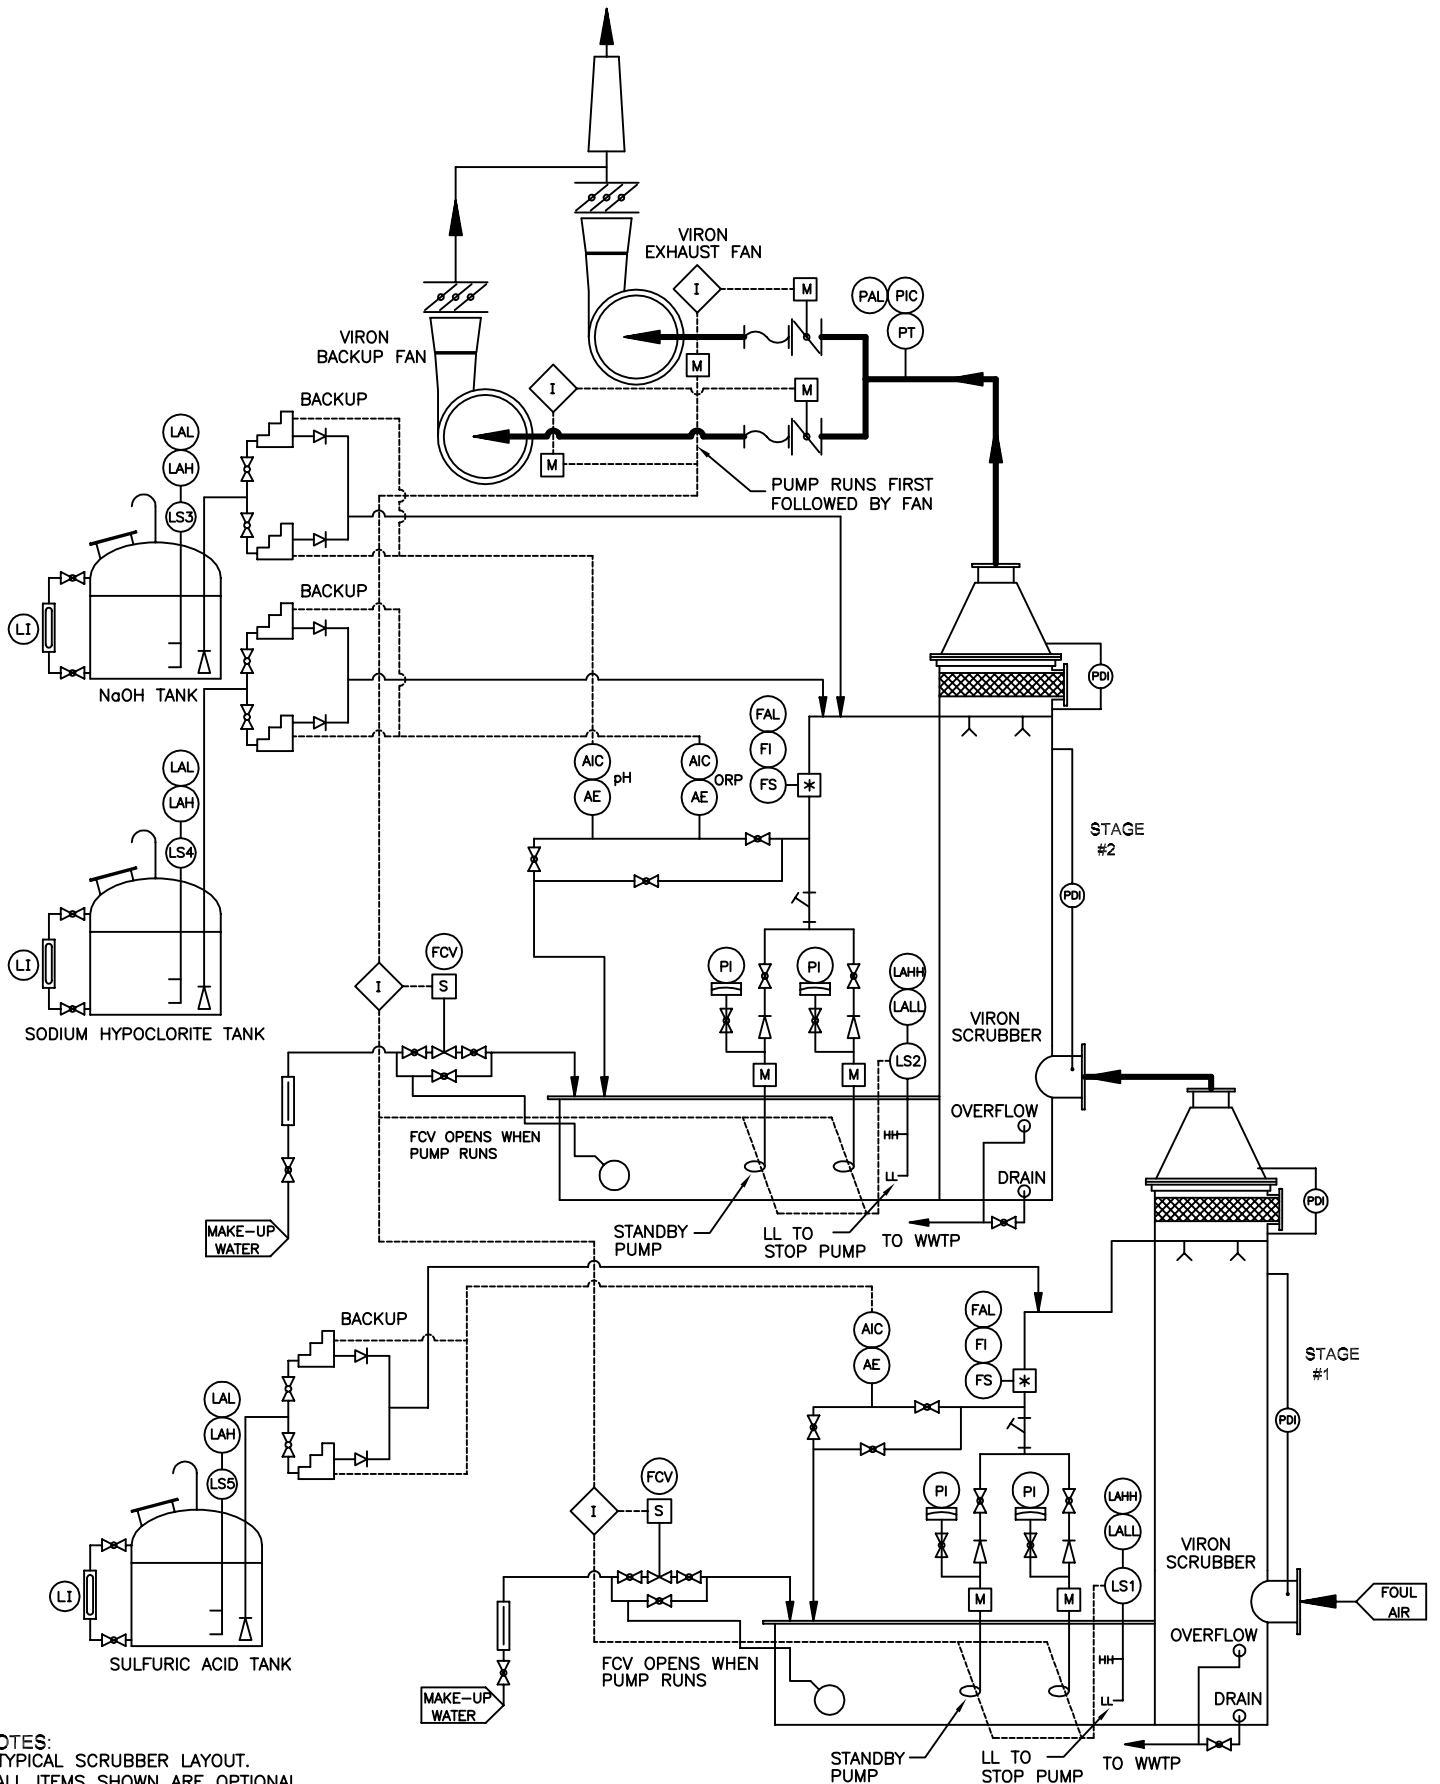 VIRON
EXHAUST FAN
I
M
PAL
PIC
PT
VIRON
BACKUP FAN
M
I
M
M
PUMP RUNS FIRST
FOLLOWED BY FAN
BACKUP
LAL
LAH
LS3
LI
NaOH TANK
BACKUP
LAL
LAH
LS4
LI
SODIUM HYPOCLORITE TANK
AIC
AE
pH
AIC
AE
ORP
FAL
FI
FS
*
PDI
PDI
STAGE
#2
FCV
I
S
PI
PI
LAHH
LALL
LS2
M
M
HH
LL
VIRON
SCRUBBER
OVERFLOW
DRAIN
TO WWTP
FCV OPENS WHEN
PUMP RUNS
MAKE-UP
WATER
STANDBY
PUMP
LL TO
STOP PUMP
BACKUP
LAL
LAH
LS5
LI
SULFURIC ACID TANK
AIC
AE
FAL
FI
FS
*
PDI
PDI
STAGE
#1
FCV
I
S
PI
PI
LAHH
LALL
LS1
M
M
HH
LL
VIRON
SCRUBBER
FOUL
AIR
OVERFLOW
DRAIN
TO WWTP
FCV OPENS WHEN
PUMP RUNS
MAKE-UP
WATER
STANDBY
PUMP
LL TO
STOP PUMP
OTES:
TYPICAL SCRUBBER LAYOUT.
ALL ITEMS SHOWN ARE OPTIONAL